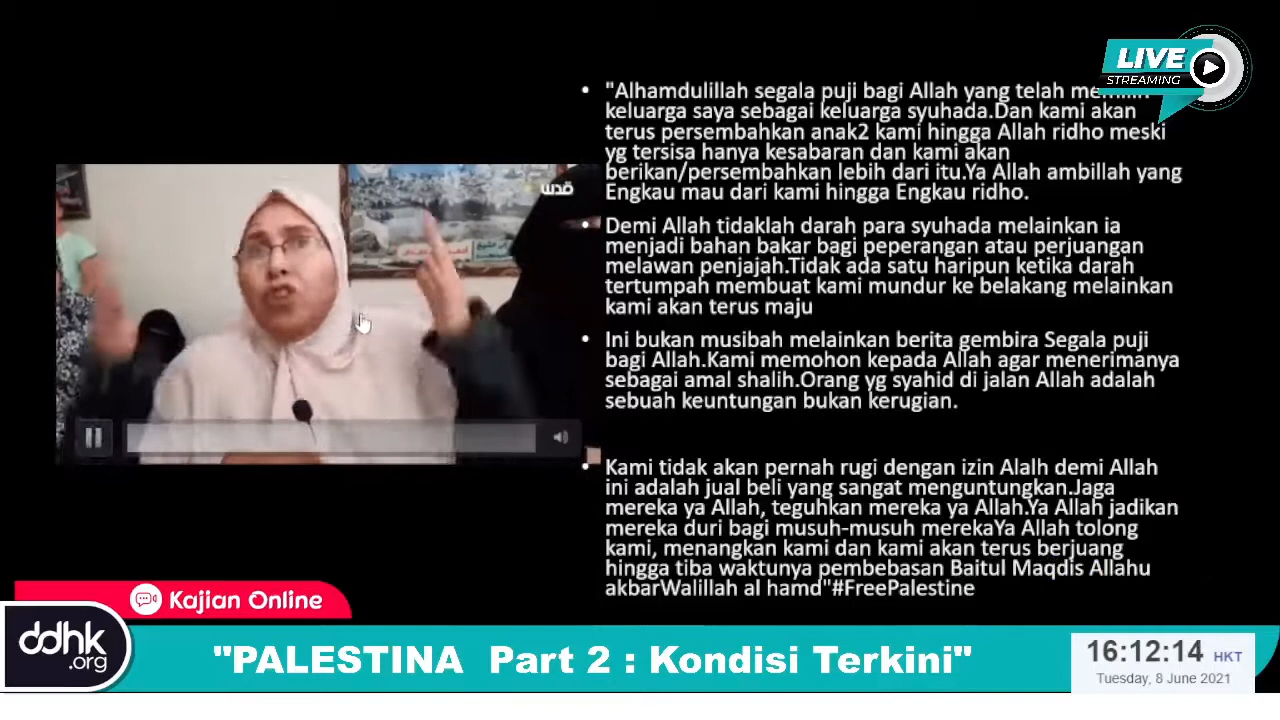 LIVE
STREAMING
"Alhamdulillah segala puji bagi Allah yang telah
keluarga saya sebagai keluarga syuhada.Dan kami akan
terus persembahkan anak2 kami hingga Allah ridho meski
yg tersisa hanya kesabaran dan kami akan
berikan/persembahkan lebih dari itu.Ya Allah ambillah yang
Engkau mau dari kami hingga Engkau ridho.
Demi Allah tidaklah darah para syuhada melainkan ia
menjadi bahan bakar bagi peperangan atau perjuangan
melawan penjajah.Tidak ada satu haripun ketika darah
tertumpah membuat kami mundur ke belakang melainkan
kami akan terus maju
Ini bukan musibah melainkan berita gembira Segala puji
bagi Allah.Kami memohon kepada Allah agar menerimanya
sebagai amal shalih.Orang yg syahid di jalan Allah adalah
sebuah keuntungan bukan kerugian.
Kami tidak akan pernah rugi dengan izin Alalh demi Allah
ini adalah jual beli yang sangat menguntungkan.Jaga
mereka ya Allah, teguhkan mereka ya Allah.Ya Allah jadikan
mereka duri bagi musuh-musuh merekaYa Allah tolong
kami, menangkan kami dan kami akan terus berjuang
hingga tiba waktunya pembebasan Baitul Maqdis Allahu
akbarWalillah al hamd"#FreePalestine
قدس
Kajian Online
ddhk
.org
"PALESTINA Part 2 : Kondisi Terkini"
16:12:14 HKT
Tuesday, 8 June 2021